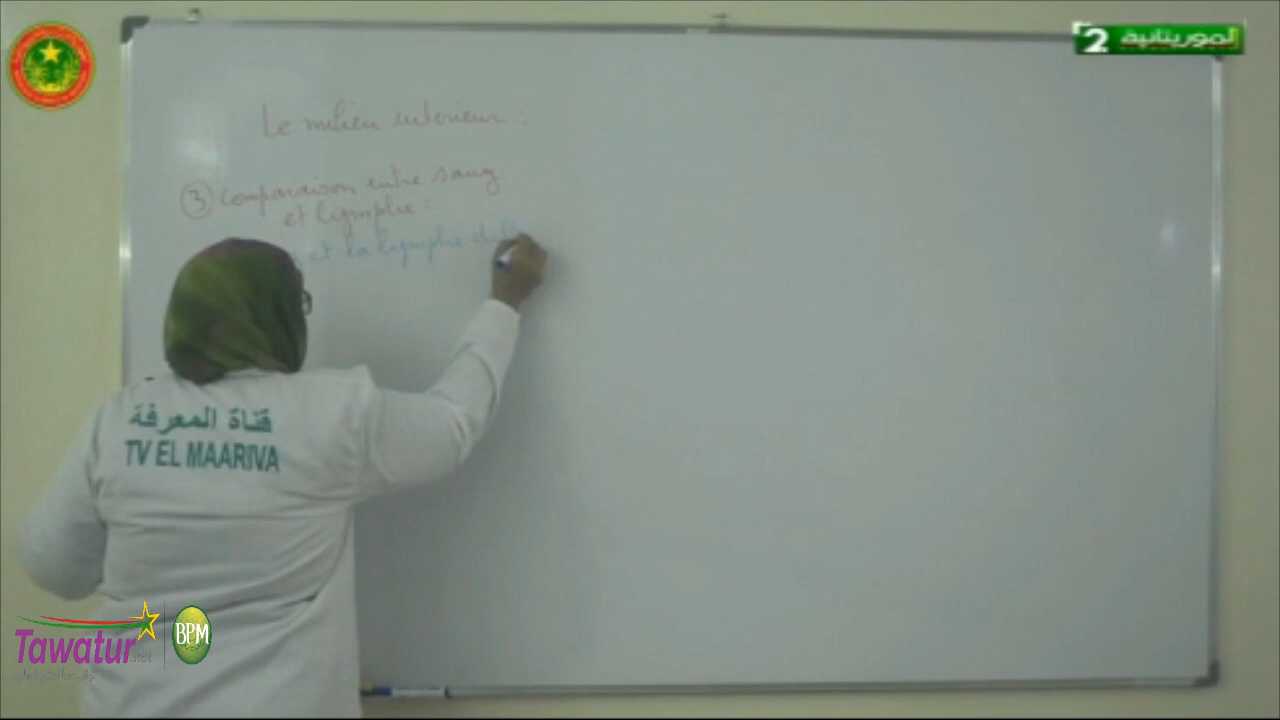 2 الموريتانية
Le milieu interieur :
③ Comparaison entre sang
et lymphe :
et la lymphe
قناة المعرفة
TV EL MAARIVA
Tawatur.net
BPM